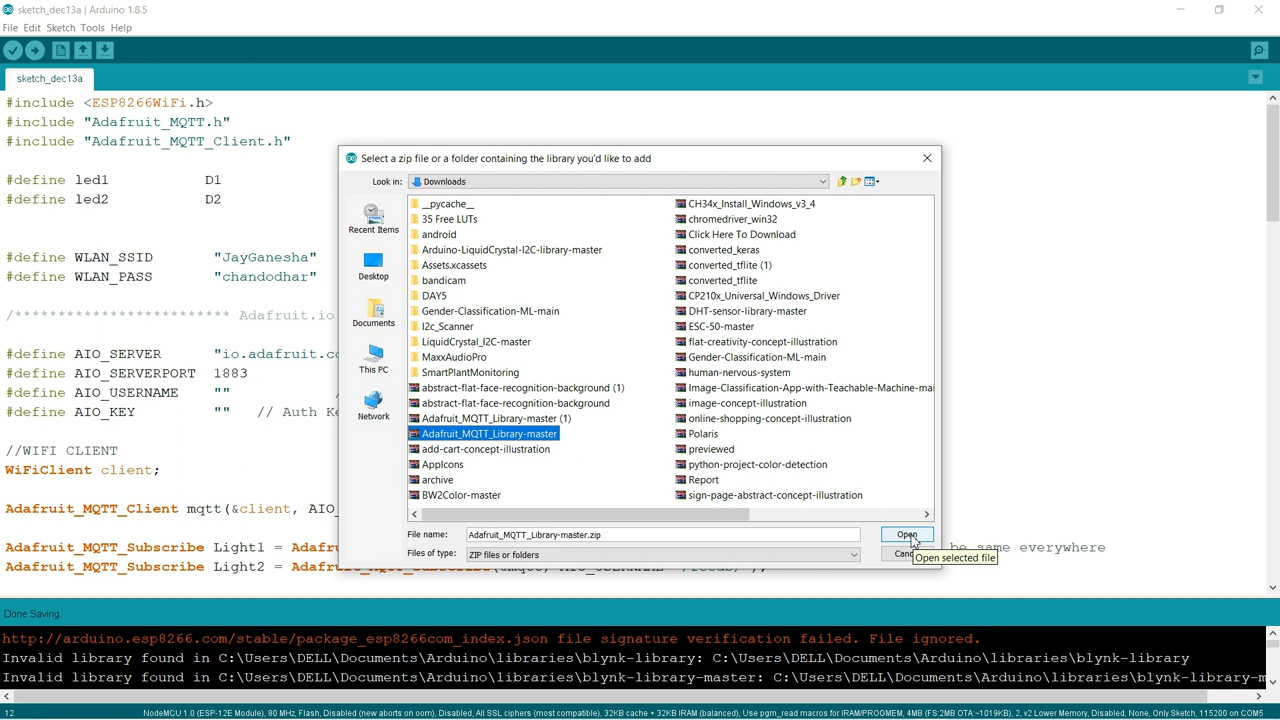 sketch_dec13a | Arduino 1.8.5
File Edit Sketch Tools Help
sketch_dec13a
#include <ESP8266WiFi.h>
#include "Adafruit_MQTT.h"
#include "Adafruit_MQTT_Client.h"
#define led1 D1
#define led2 D2
#define WLAN_SSID "JayGanesha"
#define WLAN_PASS "chandodhar"
/************************* Adafruit.io
#define AIO_SERVER "io.adafruit.co
#define AIO_SERVERPORT 1883
#define AIO_USERNAME ""
#define AIO_KEY "" // Auth Ke
//WIFI CLIENT
WiFiClient client;
Adafruit_MQTT_Client mqtt(&client, AIO_
Adafruit_MQTT_Subscribe Light1 = Adafru be same everywhere
Adafruit_MQTT_Subscribe Light2 = Adafruit_MQTT_Subscribe(&mqtt, AIO_USERNAME "/feeds/");
Select a zip file or a folder containing the library you'd like to add
Look in: Downloads
Recent Items
Desktop
Documents
This PC
Network
__pycache__
35 Free LUTs
android
Arduino-LiquidCrystal-I2C-library-master
Assets.xcassets
bandicam
DAY5
Gender-Classification-ML-main
I2c_Scanner
LiquidCrystal_I2C-master
MaxxAudioPro
SmartPlantMonitoring
abstract-flat-face-recognition-background (1)
abstract-flat-face-recognition-background
Adafruit_MQTT_Library-master (1)
Adafruit_MQTT_Library-master
add-cart-concept-illustration
AppIcons
archive
BW2Color-master
CH34x_Install_Windows_v3_4
chromedriver_win32
Click Here To Download
converted_keras
converted_tflite (1)
converted_tflite
CP210x_Universal_Windows_Driver
DHT-sensor-library-master
ESC-50-master
flat-creativity-concept-illustration
Gender-Classification-ML-main
human-nervous-system
Image-Classification-App-with-Teachable-Machine-mai
image-concept-illustration
online-shopping-concept-illustration
Polaris
previewed
python-project-color-detection
Report
sign-page-abstract-concept-illustration
File name: Adafruit_MQTT_Library-master.zip Open
Files of type: ZIP files or folders Canc
Open selected file
Done Saving.
http://arduino.esp8266.com/stable/package_esp8266com_index.json file signature verification failed. File ignored.
Invalid library found in C:\Users\DELL\Documents\Arduino\libraries\blynk-library: C:\Users\DELL\Documents\Arduino\libraries\blynk-library
Invalid library found in C:\Users\DELL\Documents\Arduino\libraries\blynk-library-master: C:\Users\DELL\Documents\Arduino\libraries\blynk-library-m
12 NodeMCU 1.0 (ESP-12E Module), 80 MHz, Flash, Disabled (new aborts on oom), Disabled, All SSL ciphers (most compatible), 32KB cache + 32KB IRAM (balanced), Use pgm_read macros for IRAM/PROGMEM, 4MB (FS:2MB OTA:~1019KB), 2, v2 Lower Memory, Disabled, None, Only Sketch, 115200 on COM5